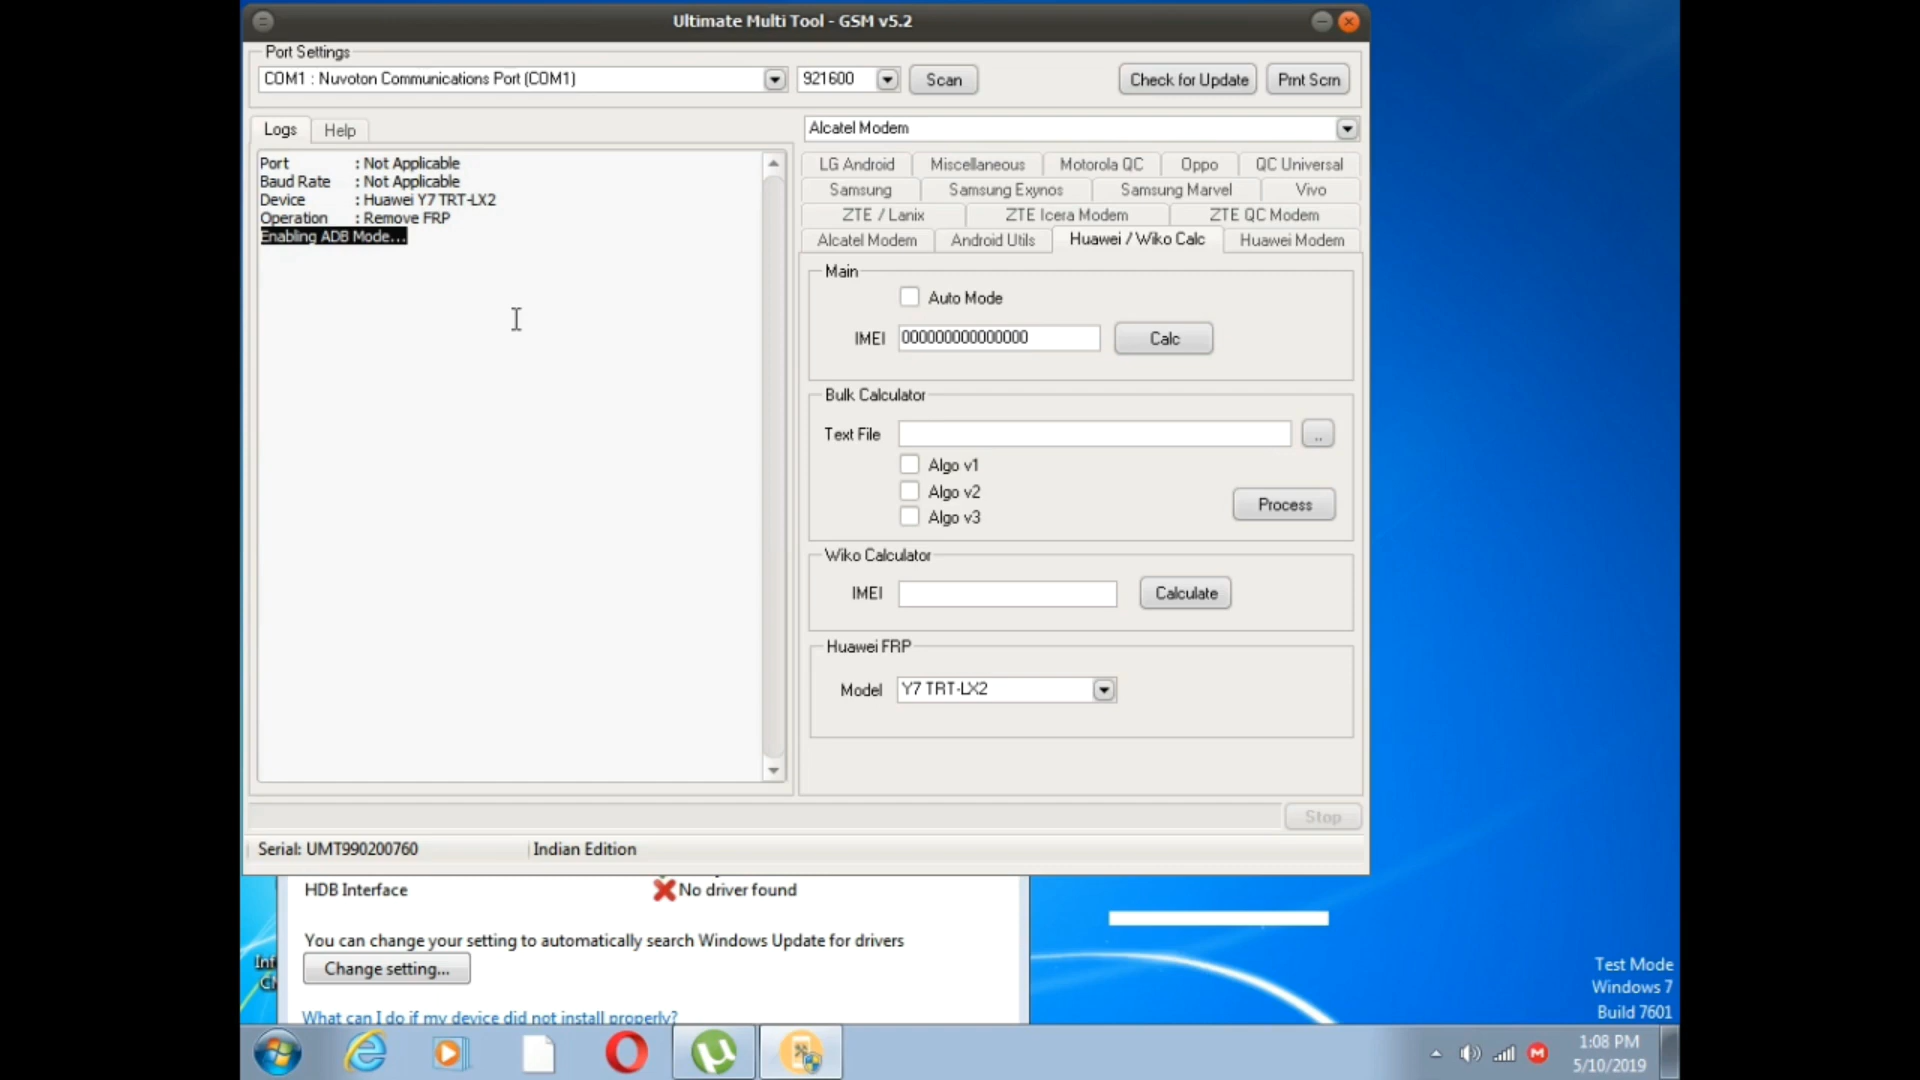 Ultimate Multi Tool - GSM v5.2
Port Settings
COM1 : Nuvoton Communications Port (COM1)
921600
Scan
Check for Update
Prnt Scrn
Logs
Help
Alcatel Modem
Port : Not Applicable
Baud Rate : Not Applicable
Device : Huawei Y7 TRT-LX2
Operation : Remove FRP
Enabling ADB Mode...
LG Android
Miscellaneous
Motorola QC
Oppo
QC Universal
Samsung
Samsung Exynos
Samsung Marvel
Vivo
ZTE / Lanix
ZTE Icera Modem
ZTE QC Modem
Alcatel Modem
Android Utils
Huawei / Wiko Calc
Huawei Modem
Main
Auto Mode
IMEI
000000000000000
Calc
Bulk Calculator
Text File
..
Algo v1
Algo v2
Algo v3
Process
Wiko Calculator
IMEI
Calculate
Huawei FRP
Model
Y7 TRT-LX2
Stop
Serial: UMT990200760
Indian Edition
HDB Interface
No driver found
You can change your setting to automatically search Windows Update for drivers
Change setting...
What can I do if my device did not install properly?
Test Mode
Windows 7
Build 7601
1:08 PM
5/10/2019